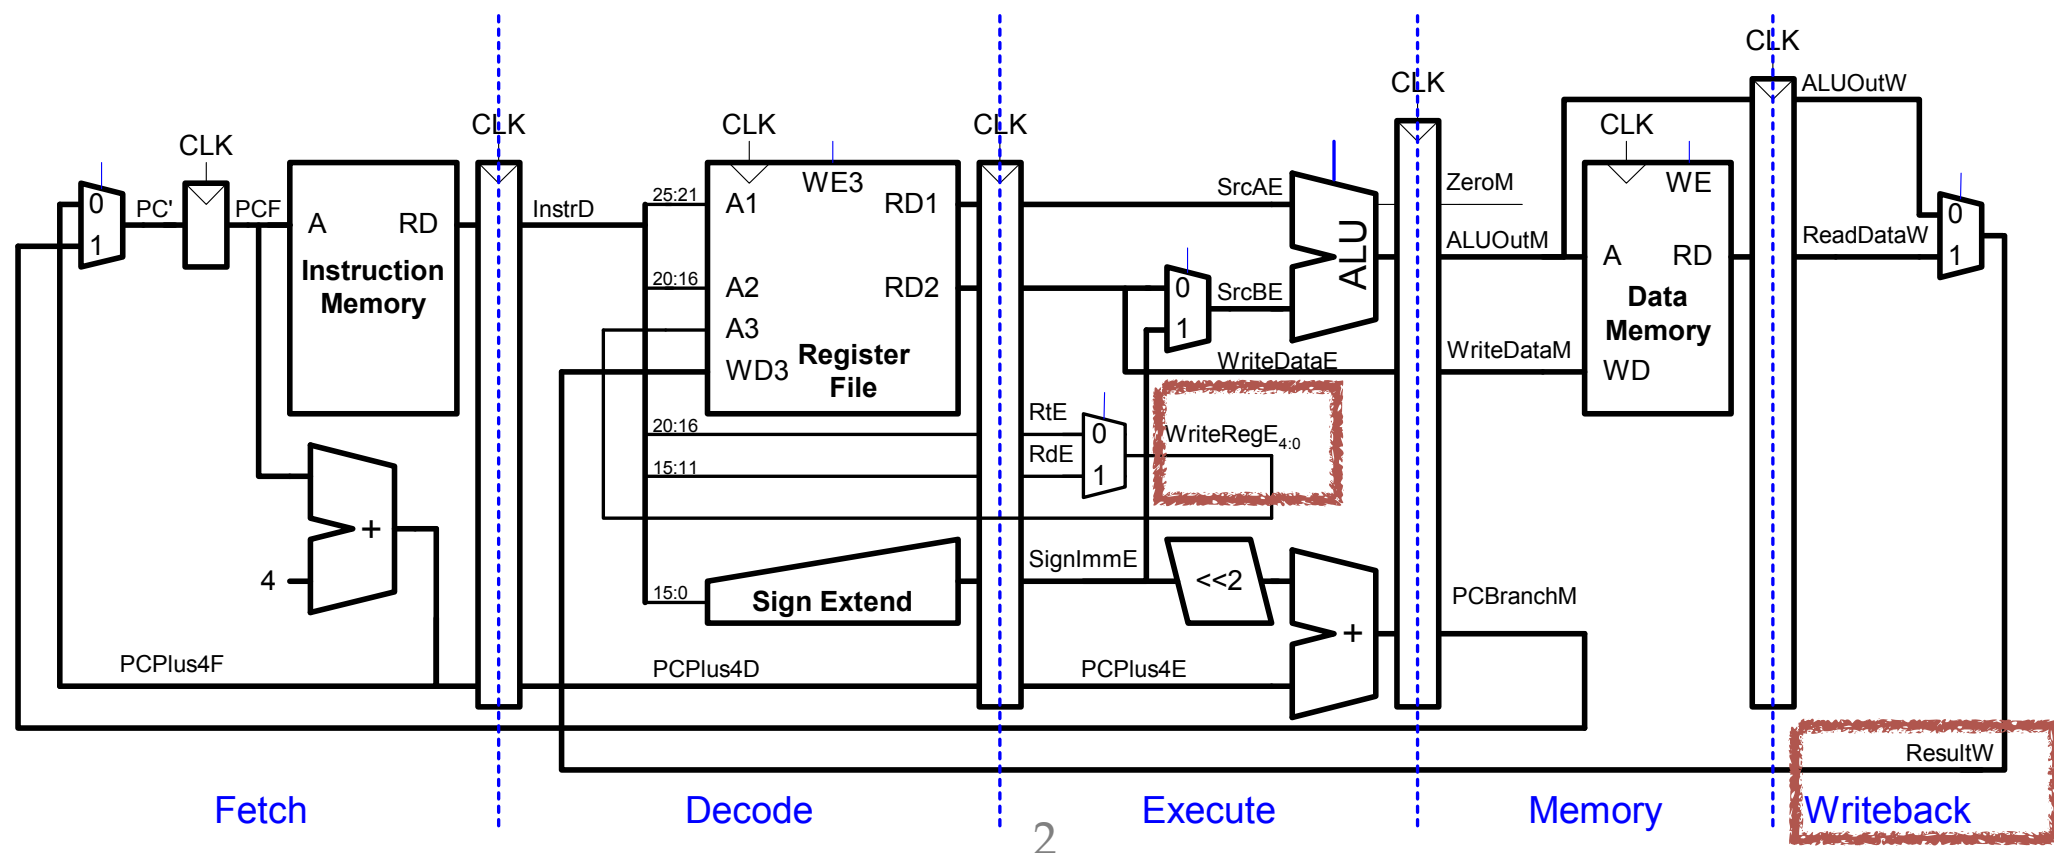 CLK
CLK
CLK
CLK
CLK
CLK
CLK
CLK
ALUOutW
0
1
PC'
PCF
A
RD
Instruction
Memory
InstrD
25:21
20:16
A1
A2
A3
WD3
WE3
RD1
RD2
Register
File
20:16
15:11
15:0
Sign Extend
SrcAE
0
1
SrcBE
ALU
WriteDataE
RtE
RdE
0
1
WriteRegE4:0
SignImmE
<<2
+
ZeroM
ALUOutM
WriteDataM
PCBranchM
WE
A
RD
Data
Memory
WD
ReadDataW
0
1
4
+
PCPlus4F
PCPlus4D
PCPlus4E
ResultW
Fetch
Decode
Execute
Memory
Writeback
2